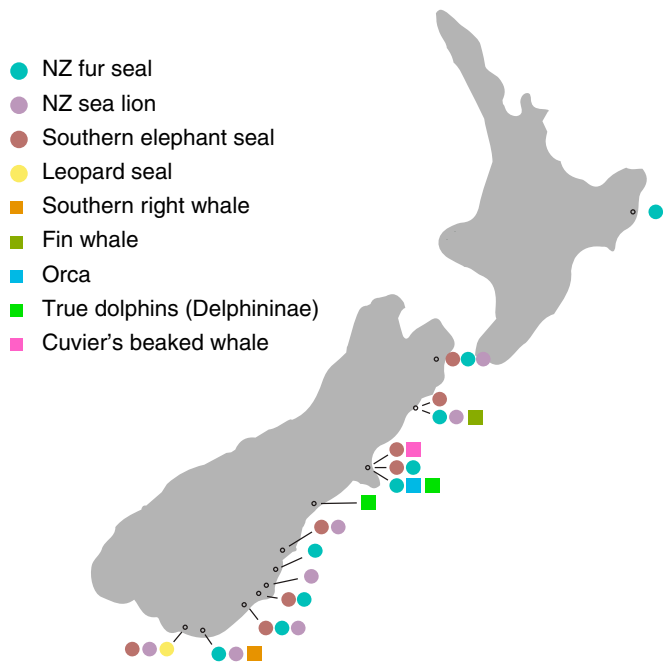 NZ fur seal
NZ sea lion
Southern elephant seal
Leopard seal
Southern right whale
Fin whale
Orca
True dolphins (Delphininae)
Cuvier's beaked whale